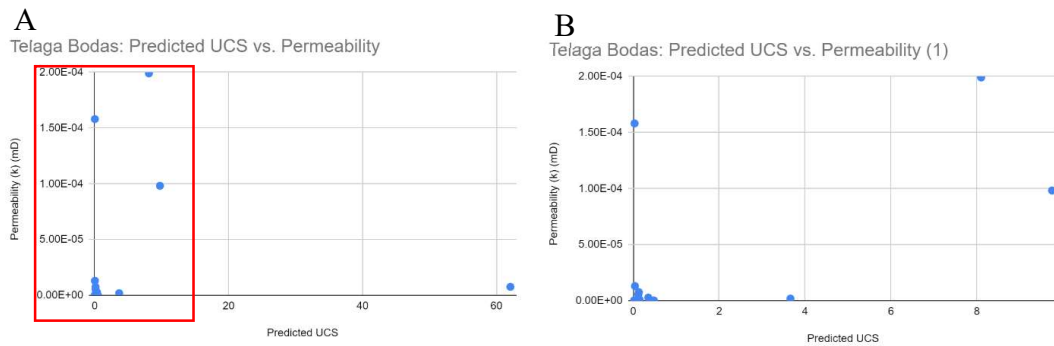 A
Telaga Bodas: Predicted UCS vs. Permeability
Permeability (k) (mD)
2.00E-04
1.50E-04
1.00E-04
5.00E-05
0.00E+00
0
20
40
60
Predicted UCS
B
Telaga Bodas: Predicted UCS vs. Permeability (1)
Permeability (k) (mD)
2.00E-04
1.50E-04
1.00E-04
5.00E-05
0.00E+00
0
2
4
6
8
Predicted UCS